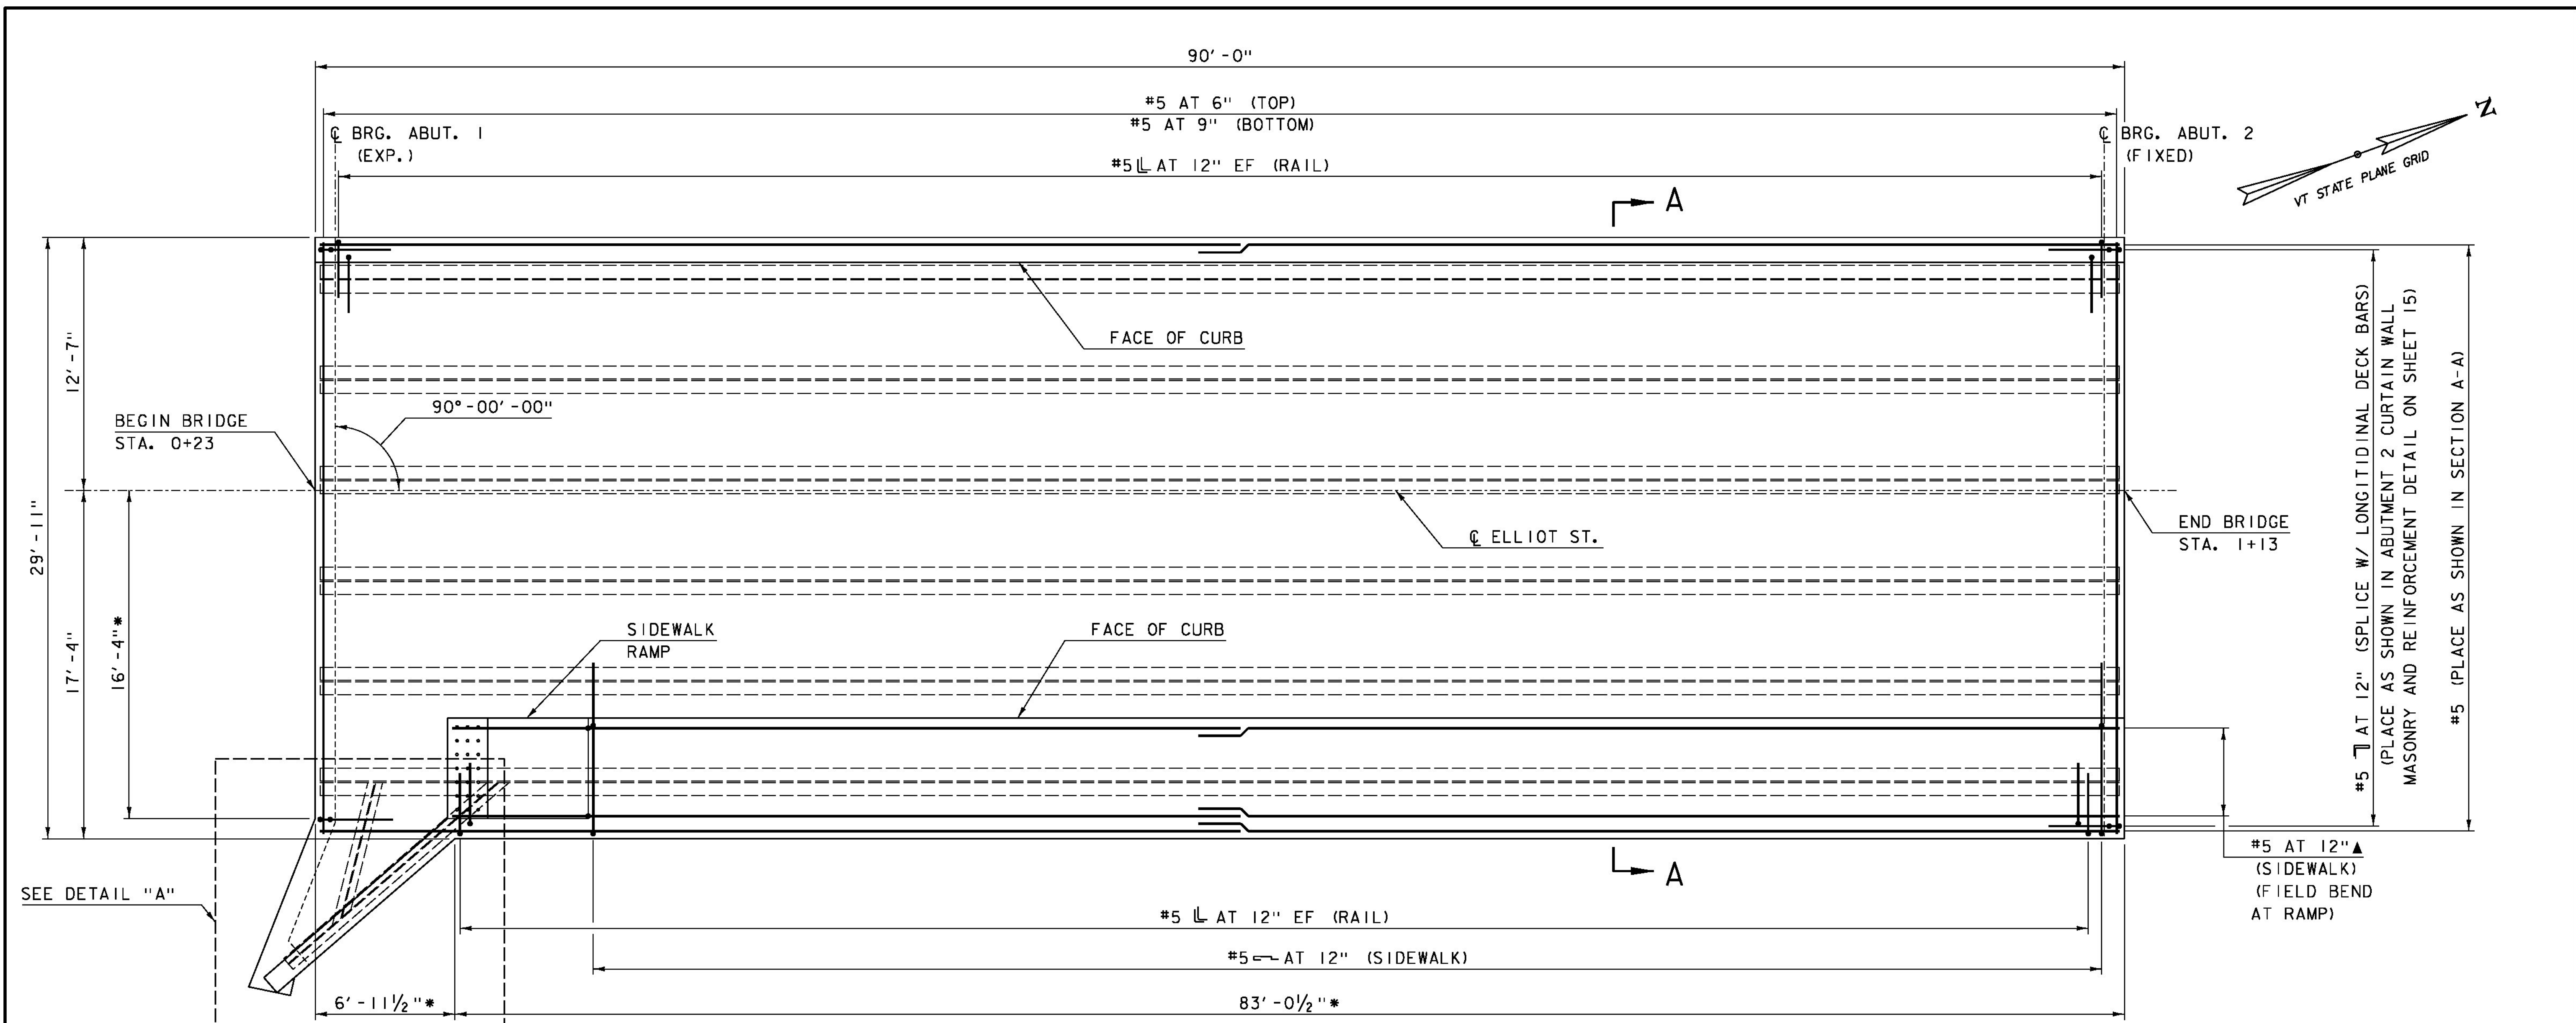 90'-0"
#5 AT 6" (TOP)
#5 AT 9" (BOTTOM)
℄ BRG. ABUT. 1
(EXP.)
℄ BRG. ABUT. 2
(FIXED)
#5 AT 12" EF (RAIL)
N
VT STATE PLANE GRID
A
FACE OF CURB
12'-7"
29'-11"
17'-4"
16'-4"*
90°-00'-00"
BEGIN BRIDGE
STA. 0+23
℄ ELLIOT ST.
END BRIDGE
STA. 1+13
SIDEWALK
RAMP
FACE OF CURB
#5 AT 12" (SPLICE W/ LONGITIDINAL DECK BARS)
(PLACE AS SHOWN IN ABUTMENT 2 CURTAIN WALL
MASONRY AND REINFORCEMENT DETAIL ON SHEET 15)
#5 (PLACE AS SHOWN IN SECTION A-A)
#5 AT 12"▲
(SIDEWALK)
(FIELD BEND
AT RAMP)
A
SEE DETAIL "A"
#5 AT 12" EF (RAIL)
#5 AT 12" (SIDEWALK)
6'-11½"*
83'-0½"*